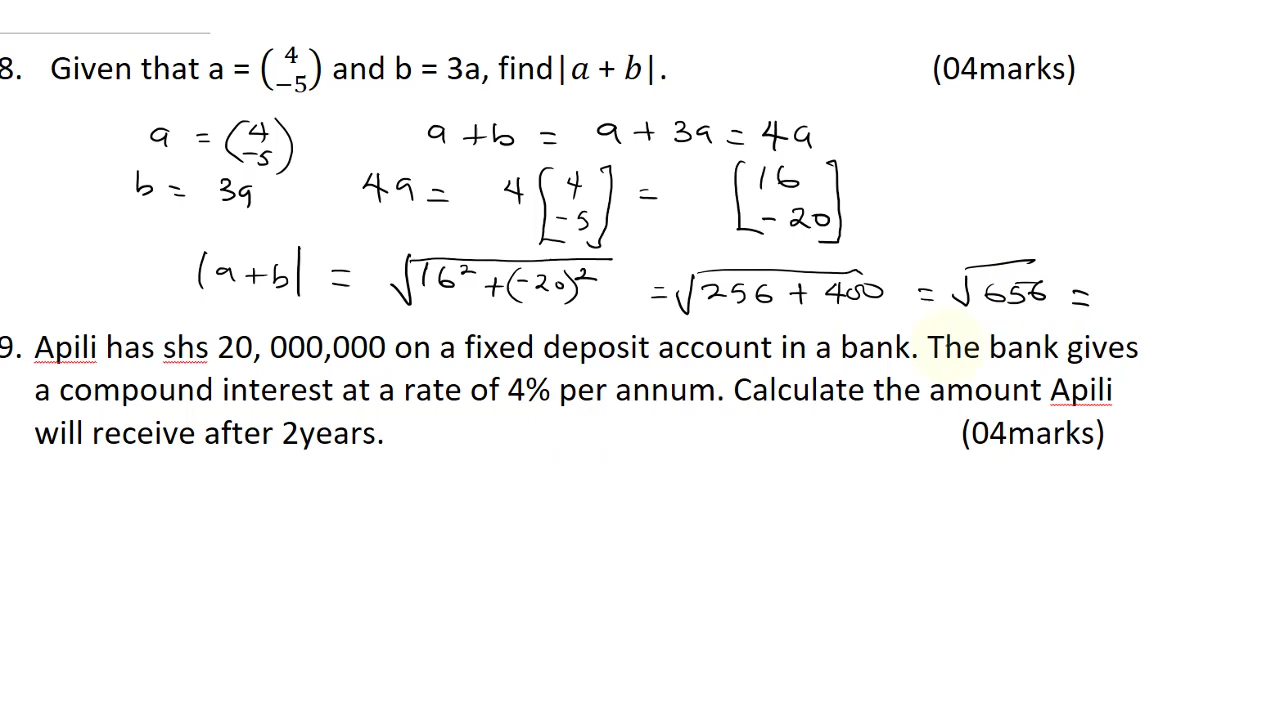 8. Given that a = (4 −5) and b = 3a, find |a + b|. (04marks)
a = (4 -5) a + b = a + 3a = 4a
b = 3a 4a = 4 [4 -5] = [16 -20]
|a+b| = √16² + (-20)² = √256 + 400 = √656 =
9. Apili has shs 20, 000,000 on a fixed deposit account in a bank. The bank gives
a compound interest at a rate of 4% per annum. Calculate the amount Apili
will receive after 2years. (04marks)